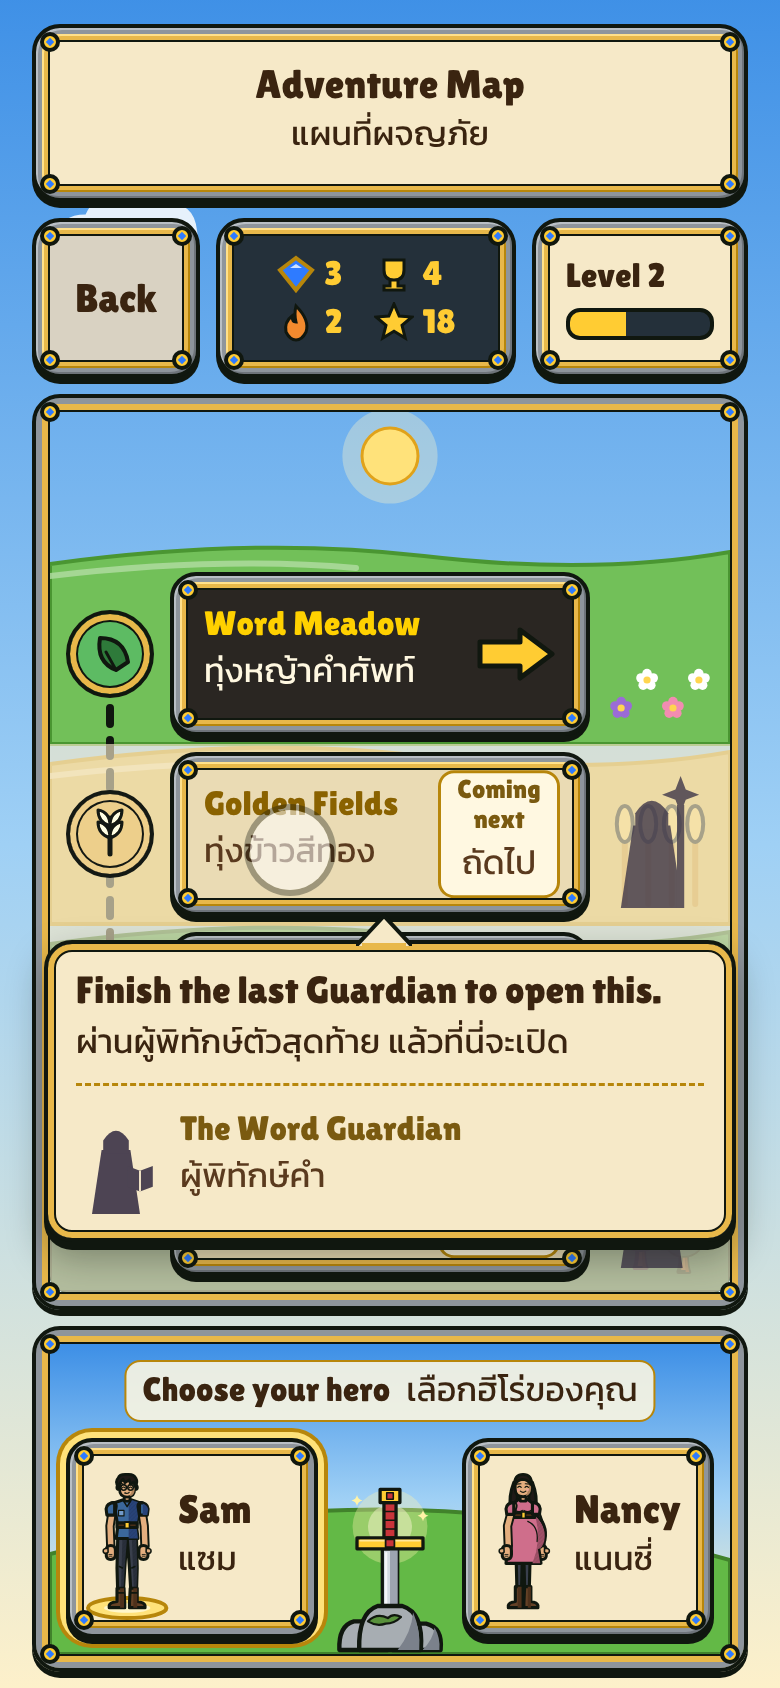 Adventure Map
แผนที่ผจญภัย
Back
3
4
2
18
Level 2
Word Meadow
ทุ่งหญ้าคำศัพท์
Golden Fields
ทุ่งข้าวสีทอง
Coming
next
ถัดไป
Finish the last Guardian to open this.
ผ่านผู้พิทักษ์ตัวสุดท้าย แล้วที่นี่จะเปิด
The Word Guardian
ผู้พิทักษ์คำ
Choose your hero เลือกฮีโร่ของคุณ
Sam
แซม
Nancy
แนนซี่